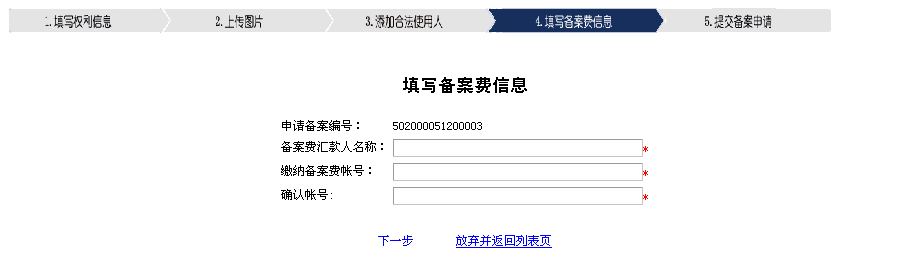 1.填写权利信息 2.上传图片 3.添加合法使用人 4.填写备案费信息 5.提交备案申请
填写备案费信息
申请备案编号： 502000051200003
备案费汇款人名称： *
缴纳备案费帐号： *
确认帐号: *
下一步 放弃并返回列表页